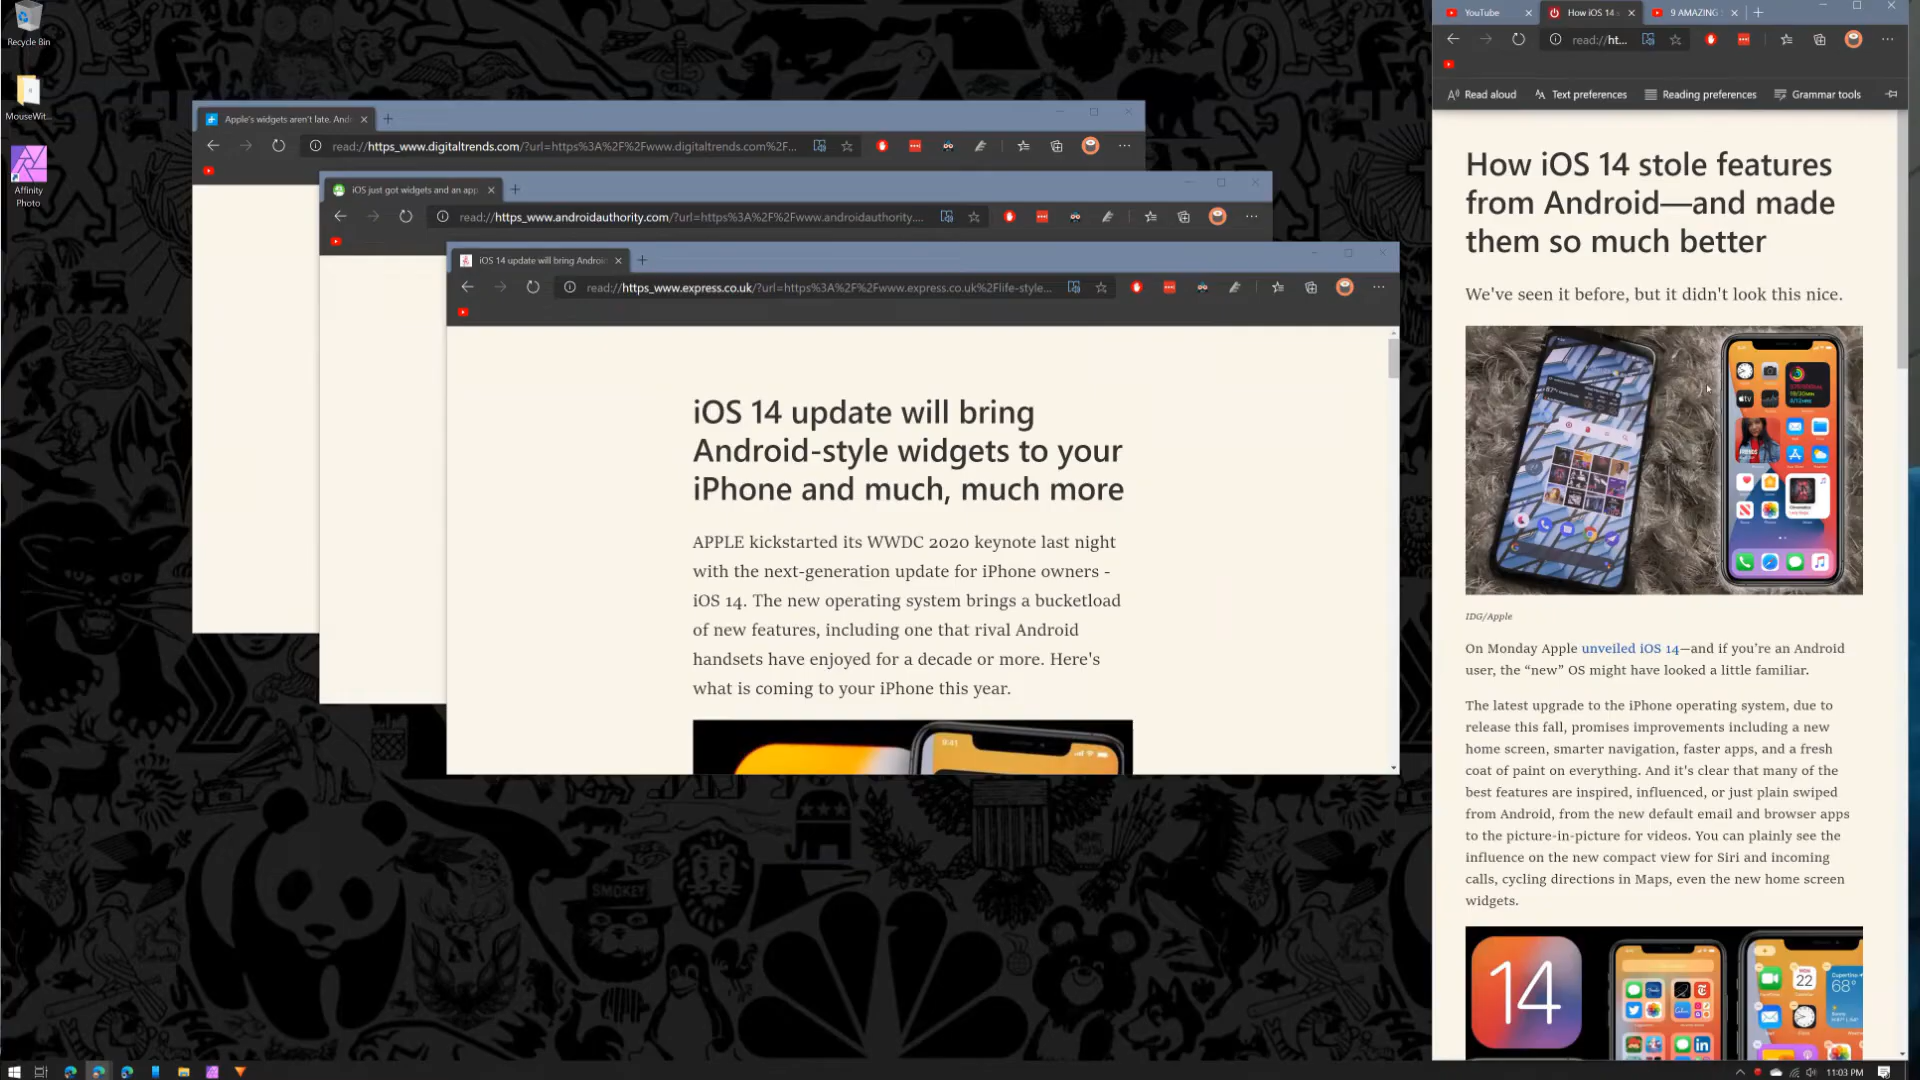 Recycle Bin
MouseWit...
Affinity
Photo
Apple's widgets aren't late. And
read://https_www.digitaltrends.com/?url=https%3A%2F%2Fwww.digitaltrends.com%2F...
iOS just got widgets and an app
read://https_www.androidauthority.com/?url=https%3A%2F%2Fwww.androidauthority....
iOS 14 update will bring Androi
read://https_www.express.co.uk/?url=https%3A%2F%2Fwww.express.co.uk%2Flife-style...
iOS 14 update will bring
Android-style widgets to your
iPhone and much, much more
APPLE kickstarted its WWDC 2020 keynote last night
with the next-generation update for iPhone owners -
iOS 14. The new operating system brings a bucketload
of new features, including one that rival Android
handsets have enjoyed for a decade or more. Here's
what is coming to your iPhone this year.
9:41
SMOKEY
YouTube
How iOS 14 s
9 AMAZING
read://ht...
Read aloud
Text preferences
Reading preferences
Grammar tools
How iOS 14 stole features
from Android—and made
them so much better
We've seen it before, but it didn't look this nice.
IDG/Apple
On Monday Apple unveiled iOS 14—and if you're an Android
user, the “new” OS might have looked a little familiar.
The latest upgrade to the iPhone operating system, due to
release this fall, promises improvements including a new
home screen, smarter navigation, faster apps, and a fresh
coat of paint on everything. And it's clear that many of the
best features are inspired, influenced, or just plain swiped
from Android, from the new default email and browser apps
to the picture-in-picture for videos. You can plainly see the
influence on the new compact view for Siri and incoming
calls, cycling directions in Maps, even the new home screen
widgets.
14
22
Cupertino
68°
11:03 PM